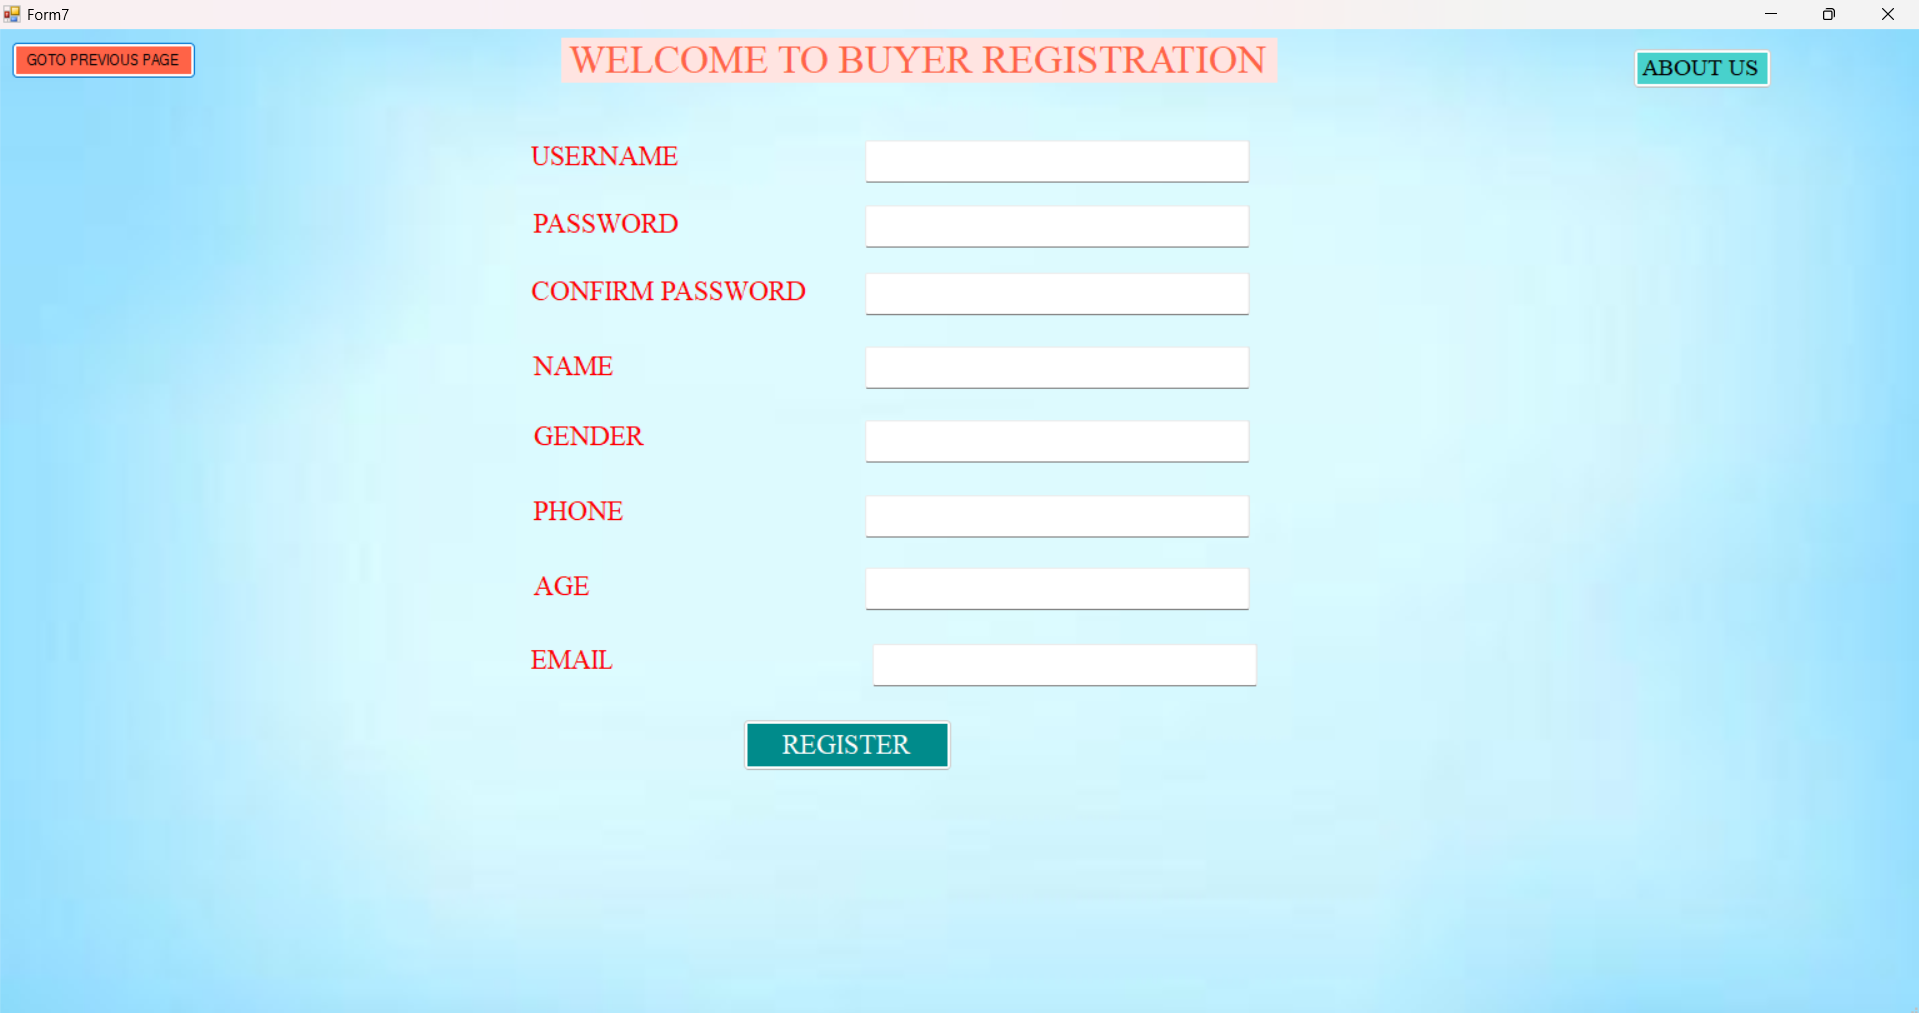 Form7
GOTO PREVIOUS PAGE
WELCOME TO BUYER REGISTRATION
ABOUT US
USERNAME
PASSWORD
CONFIRM PASSWORD
NAME
GENDER
PHONE
AGE
EMAIL
REGISTER